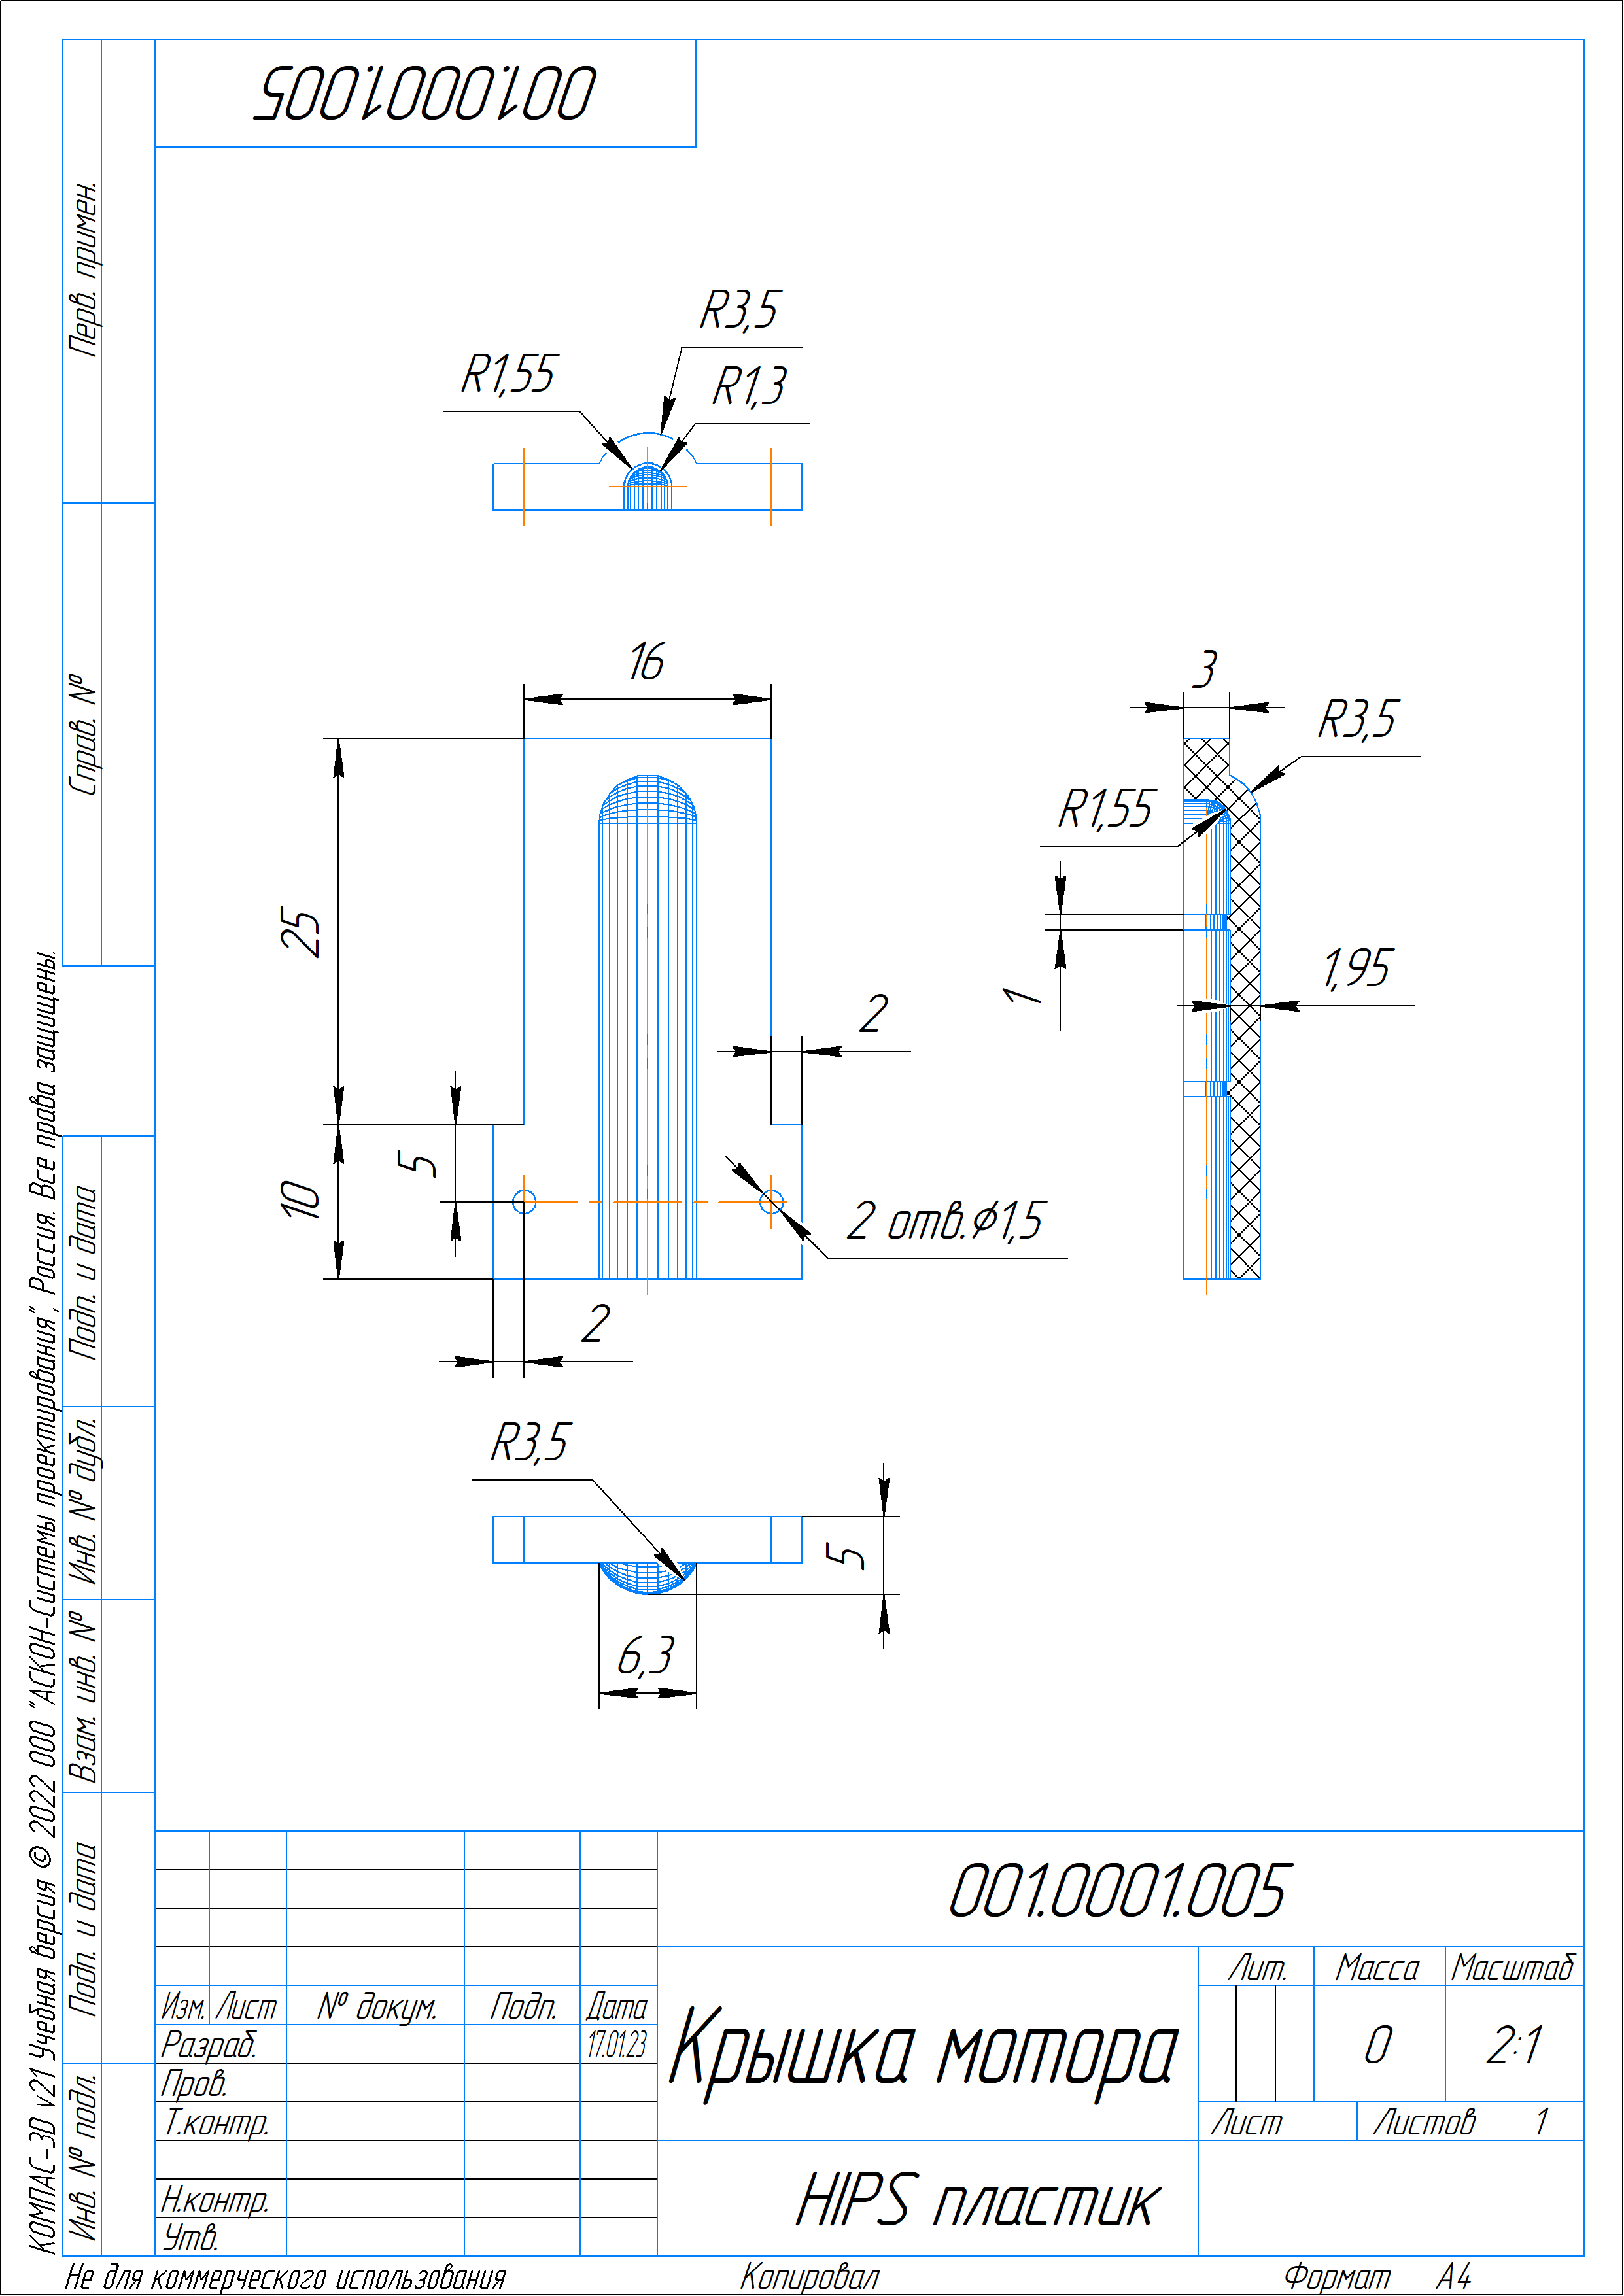 001.0001.005
Перв. примен.
Справ. №
Подп. и дата
Инв. № дубл.
Взам. инв. №
Подп. и дата
Инв. № подл.
КОМПАС-3D v21 Учебная версия © 2022 ООО "АСКОН-Системы проектирования", Россия. Все права защищены.
R3,5
R1,55
R1,3
16
3
R3,5
R1,55
25
1
1,95
2
5
10
2 отв.⌀1,5
2
R3,5
5
6,3
001.0001.005
Лит. Масса Масштаб
Изм. Лист № докум. Подп. Дата
Разраб. 17.01.23
Крышка мотора
0 2:1
Пров.
Т.контр.
Лист Листов 1
HIPS пластик
Н.контр.
Утв.
Не для коммерческого использования Копировал Формат А4